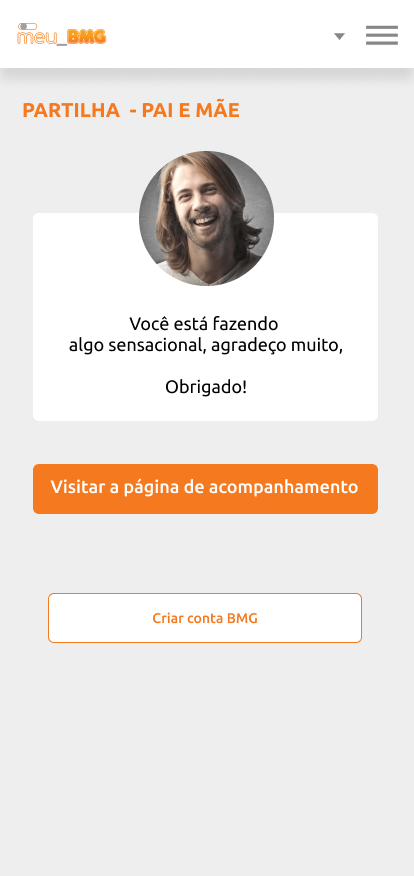 meu_BMG
PARTILHA - PAI E MÃE
Você está fazendo
algo sensacional, agradeço muito,
Obrigado!
Visitar a página de acompanhamento
Criar conta BMG